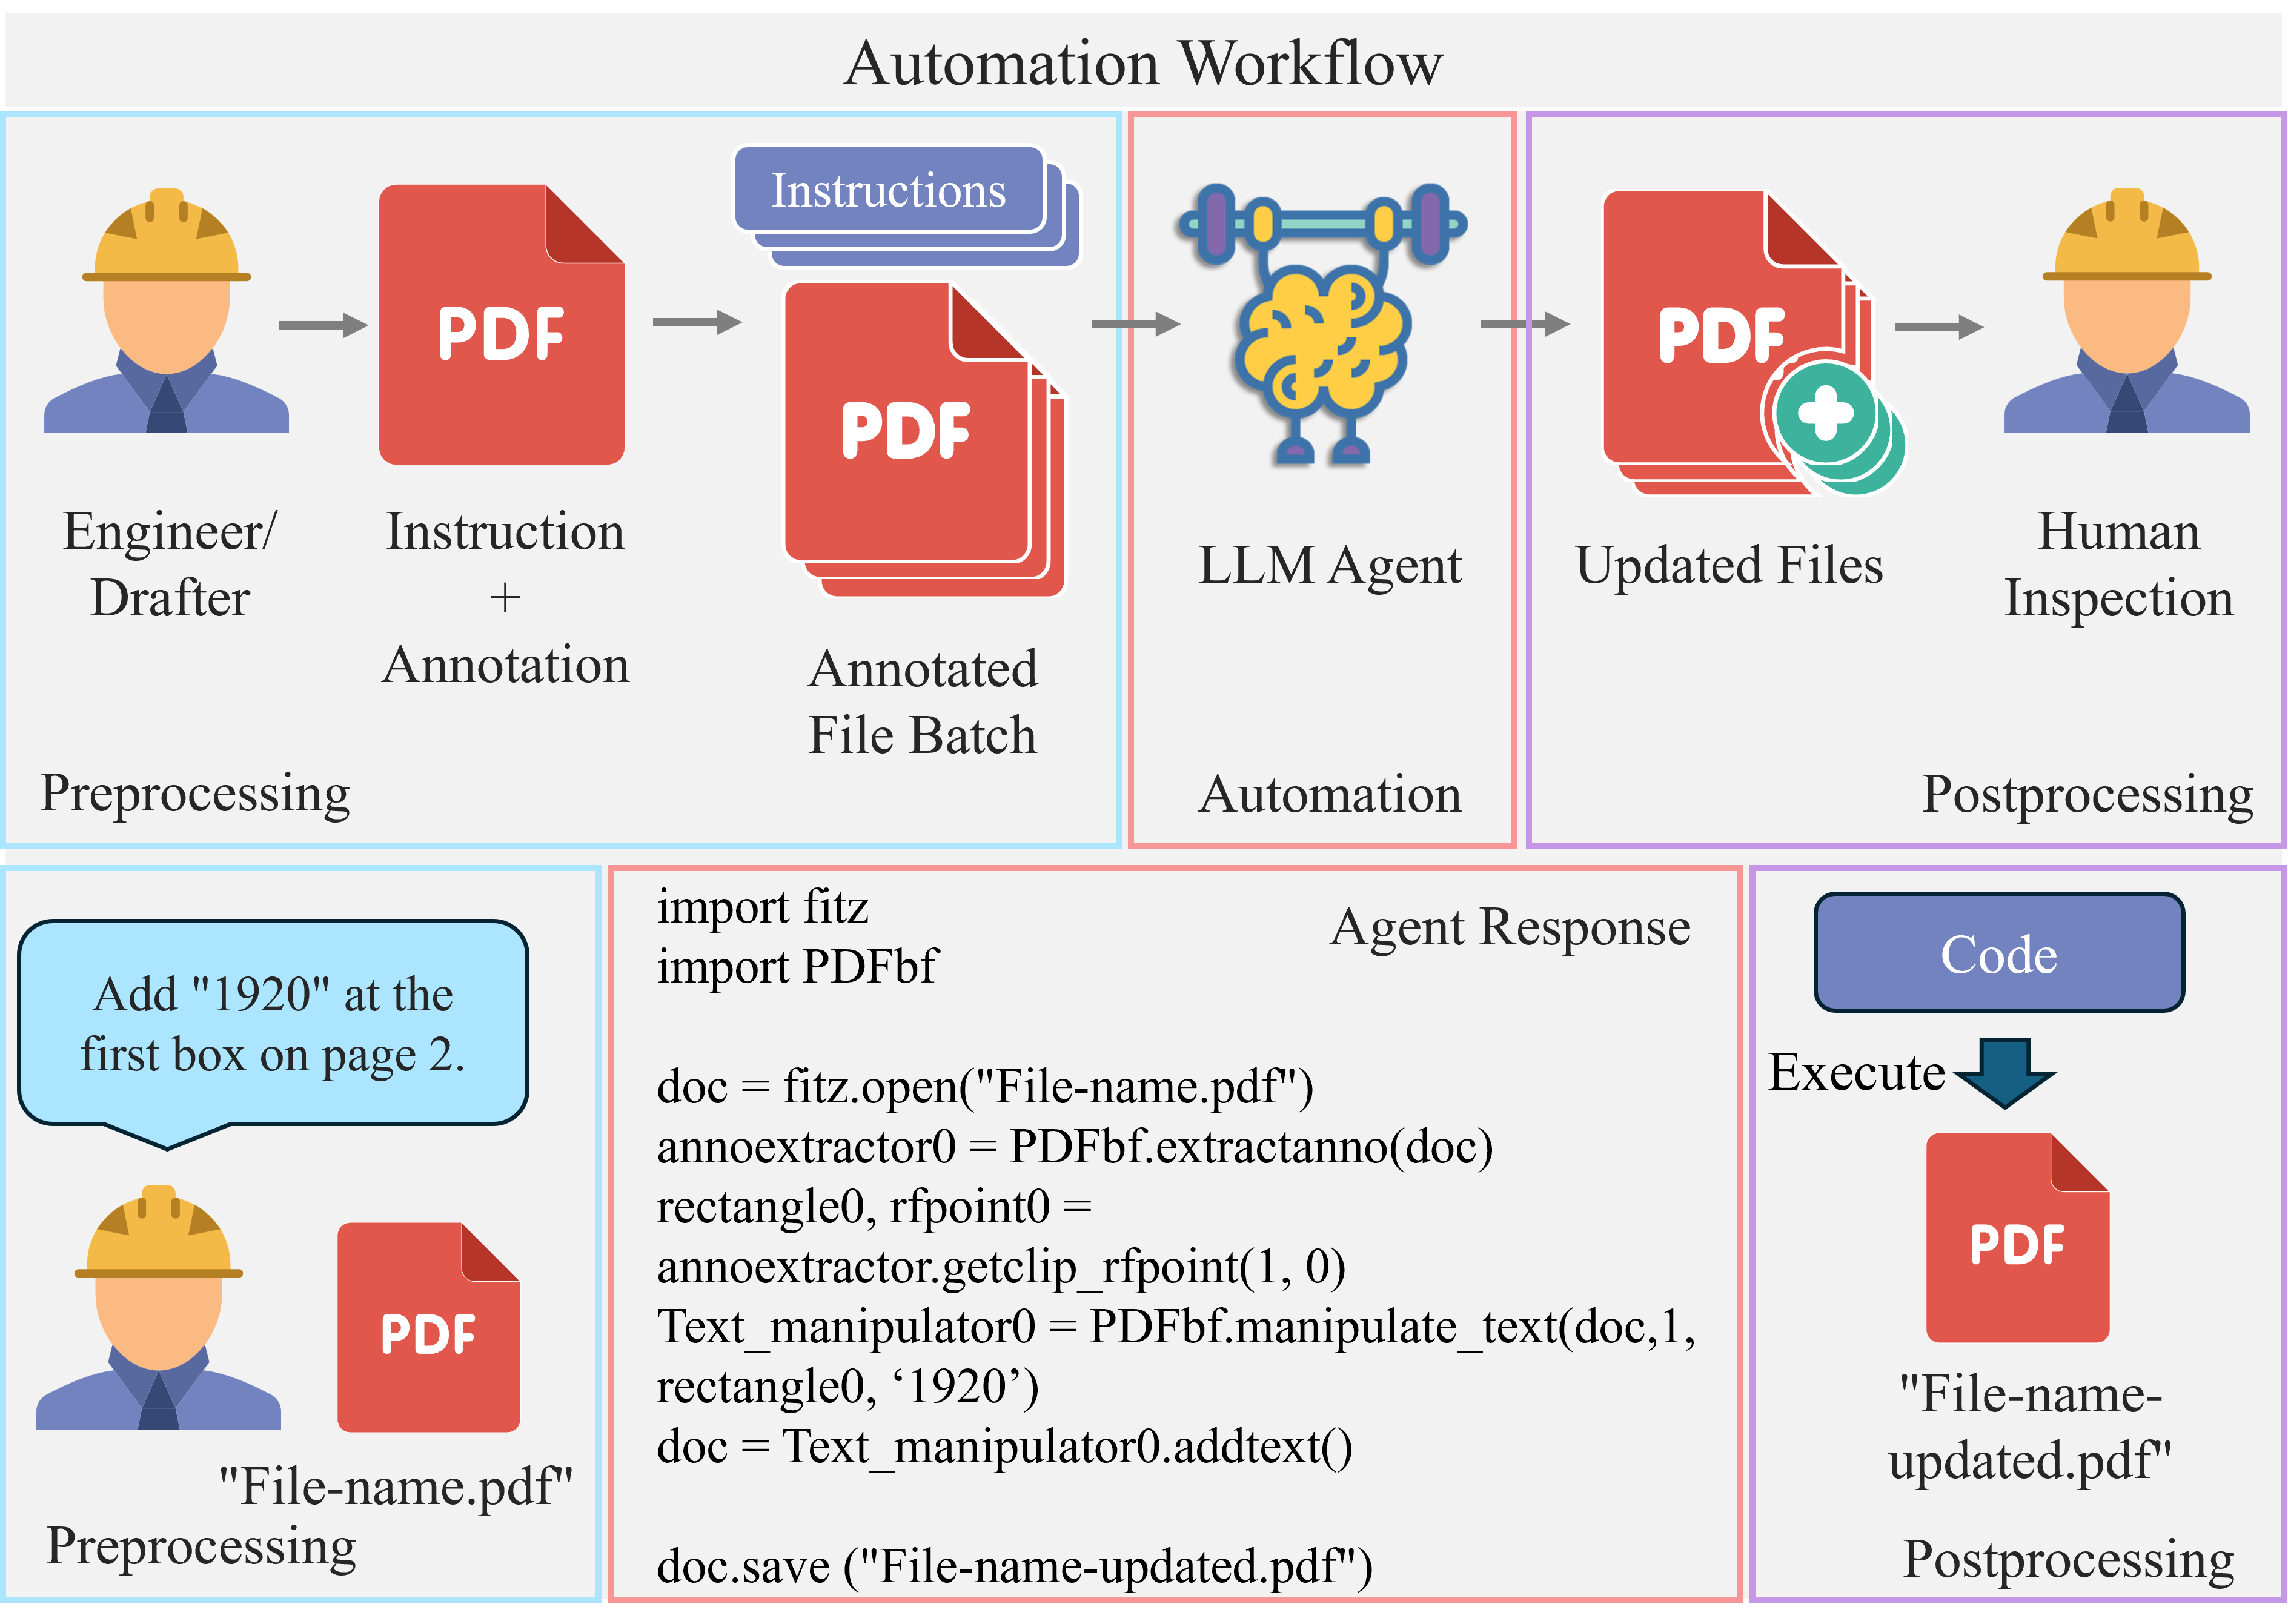 Automation Workflow
Instructions
PDF
PDF
PDF
Engineer/
Drafter
Instruction
+
Annotation
Annotated
File Batch
LLM Agent
Updated Files
Human
Inspection
Preprocessing
Automation
Postprocessing
Add "1920" at the
first box on page 2.
PDF
"File-name.pdf"
Preprocessing
Agent Response
import fitz
import PDFbf
doc = fitz.open("File-name.pdf")
annoextractor0 = PDFbf.extractanno(doc)
rectangle0, rfpoint0 =
annoextractor.getclip_rfpoint(1, 0)
Text_manipulator0 = PDFbf.manipulate_text(doc,1,
rectangle0, ‘1920’)
doc = Text_manipulator0.addtext()
doc.save ("File-name-updated.pdf")
Code
Execute
PDF
"File-name-
updated.pdf"
Postprocessing